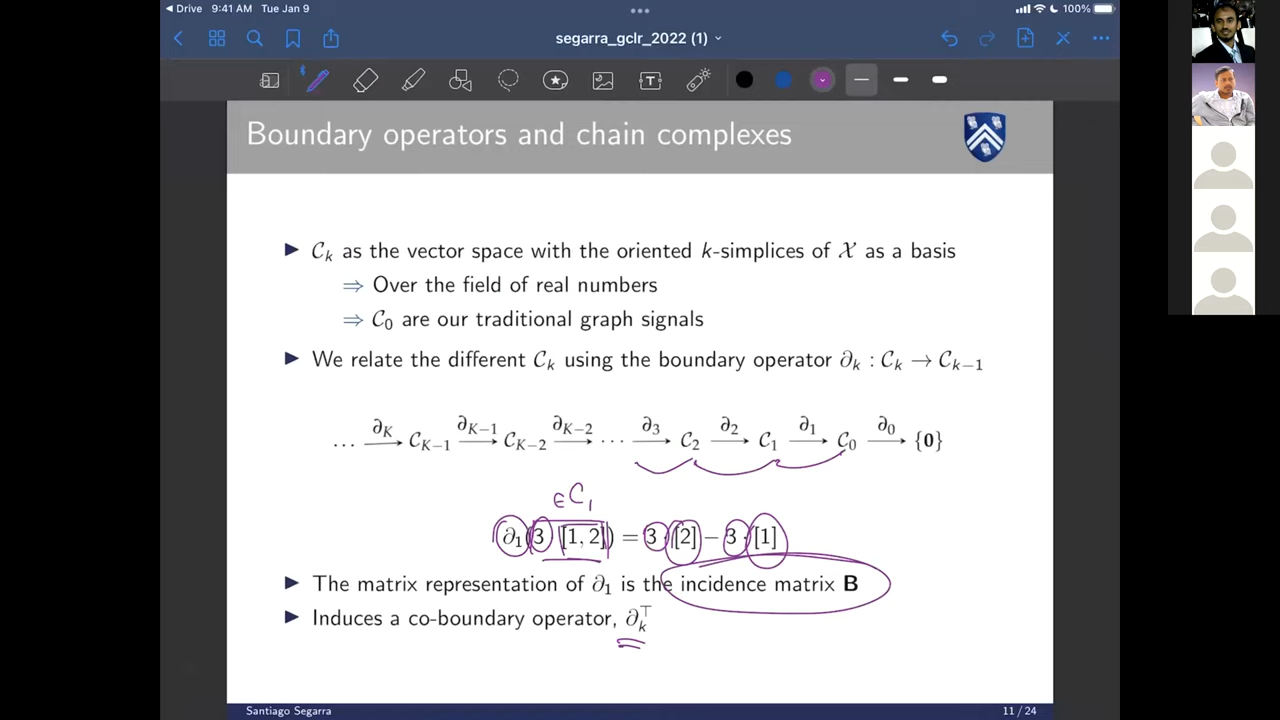 Drive 9:41 AM Tue Jan 9 100%
segarra_gclr_2022 (1)
Boundary operators and chain complexes
▶ 𝒞ₖ as the vector space with the oriented k-simplices of 𝒳 as a basis
⇒ Over the field of real numbers
⇒ 𝒞₀ are our traditional graph signals
▶ We relate the different 𝒞ₖ using the boundary operator ∂ₖ : 𝒞ₖ → 𝒞ₖ₋₁
∂_K ∂_{K−1} ∂_{K−2} ∂₃ ∂₂ ∂₁ ∂₀
⋯ → 𝒞_{K−1} → 𝒞_{K−2} → ⋯ → 𝒞₂ → 𝒞₁ → 𝒞₀ → {0}
∈ C₁
∂₁(3 [1, 2]) = 3 · [2] − 3 · [1]
▶ The matrix representation of ∂₁ is the incidence matrix B
▶ Induces a co-boundary operator, ∂ₖ^⊤
Santiago Segarra 11 / 24